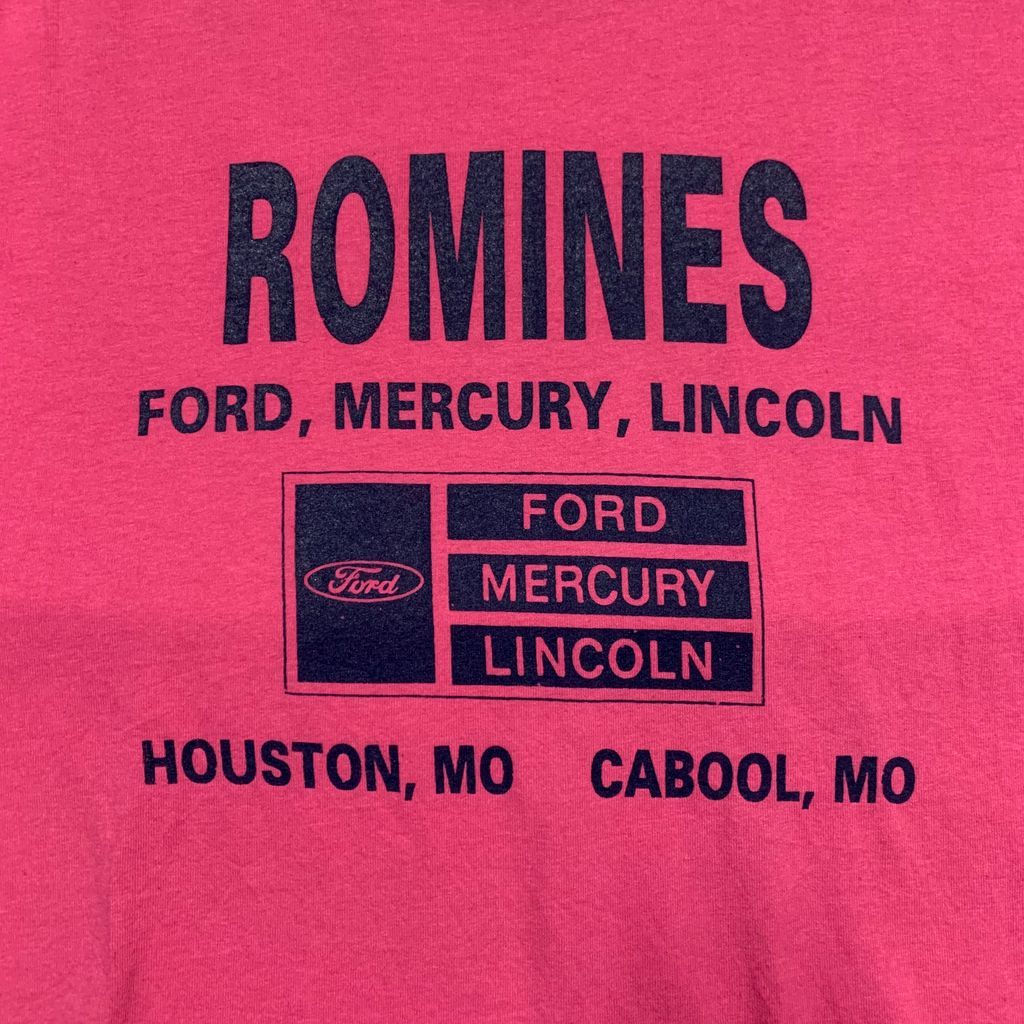 ROMINES
FORD, MERCURY, LINCOLN
Ford
FORD
MERCURY
LINCOLN
HOUSTON, MO CABOOL, MO